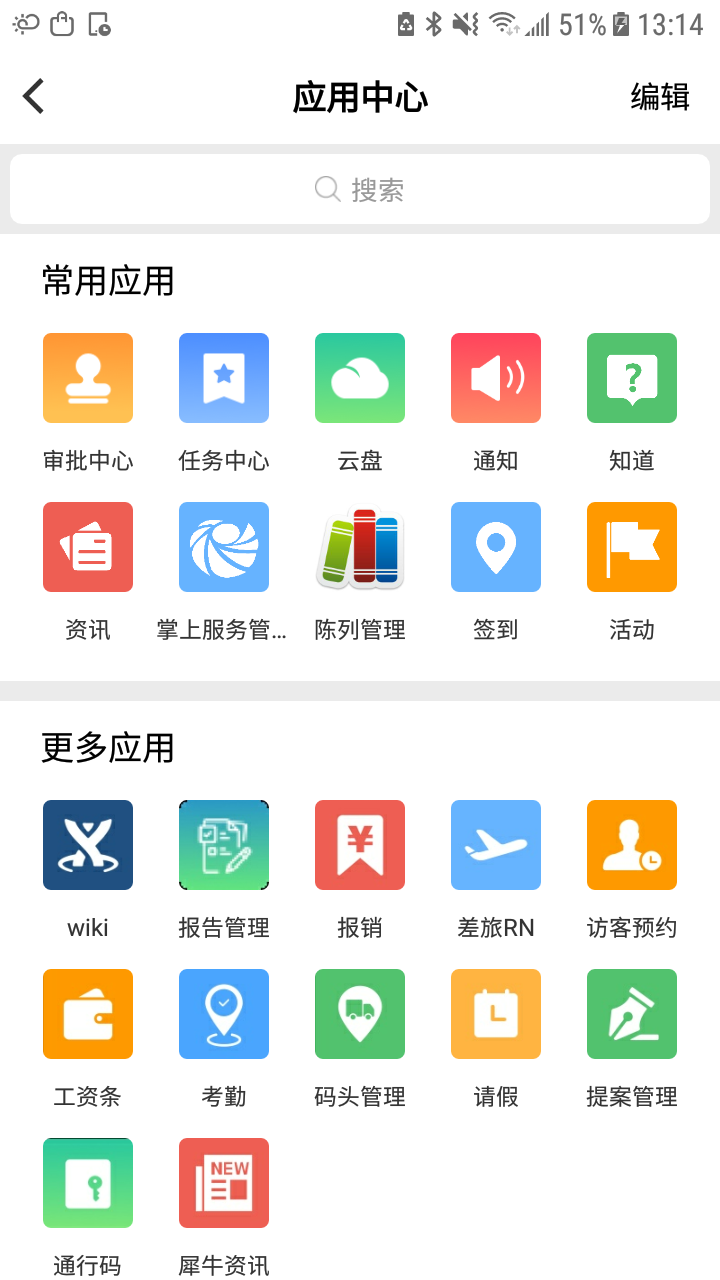 51% 13:14
应用中心 编辑
搜索
常用应用
审批中心 任务中心 云盘 通知 知道
资讯 掌上服务管... 陈列管理 签到 活动
更多应用
¥ 
wiki 报告管理 报销 差旅RN 访客预约
工资条 考勤 码头管理 请假 提案管理
NEW
通行码 犀牛资讯